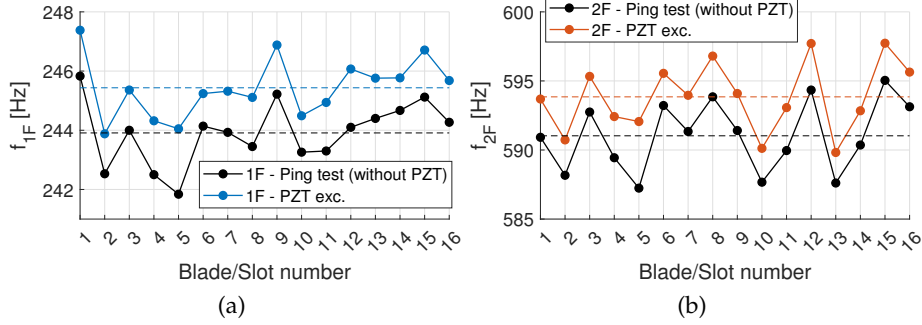 248
246
244
242
f1F [Hz]
1F - Ping test (without PZT)
1F - PZT exc.
1 2 3 4 5 6 7 8 9 10 11 12 13 14 15 16
Blade/Slot number
(a)
600
595
590
585
f2F [Hz]
2F - Ping test (without PZT)
2F - PZT exc.
1 2 3 4 5 6 7 8 9 10 11 12 13 14 15 16
Blade/Slot number
(b)